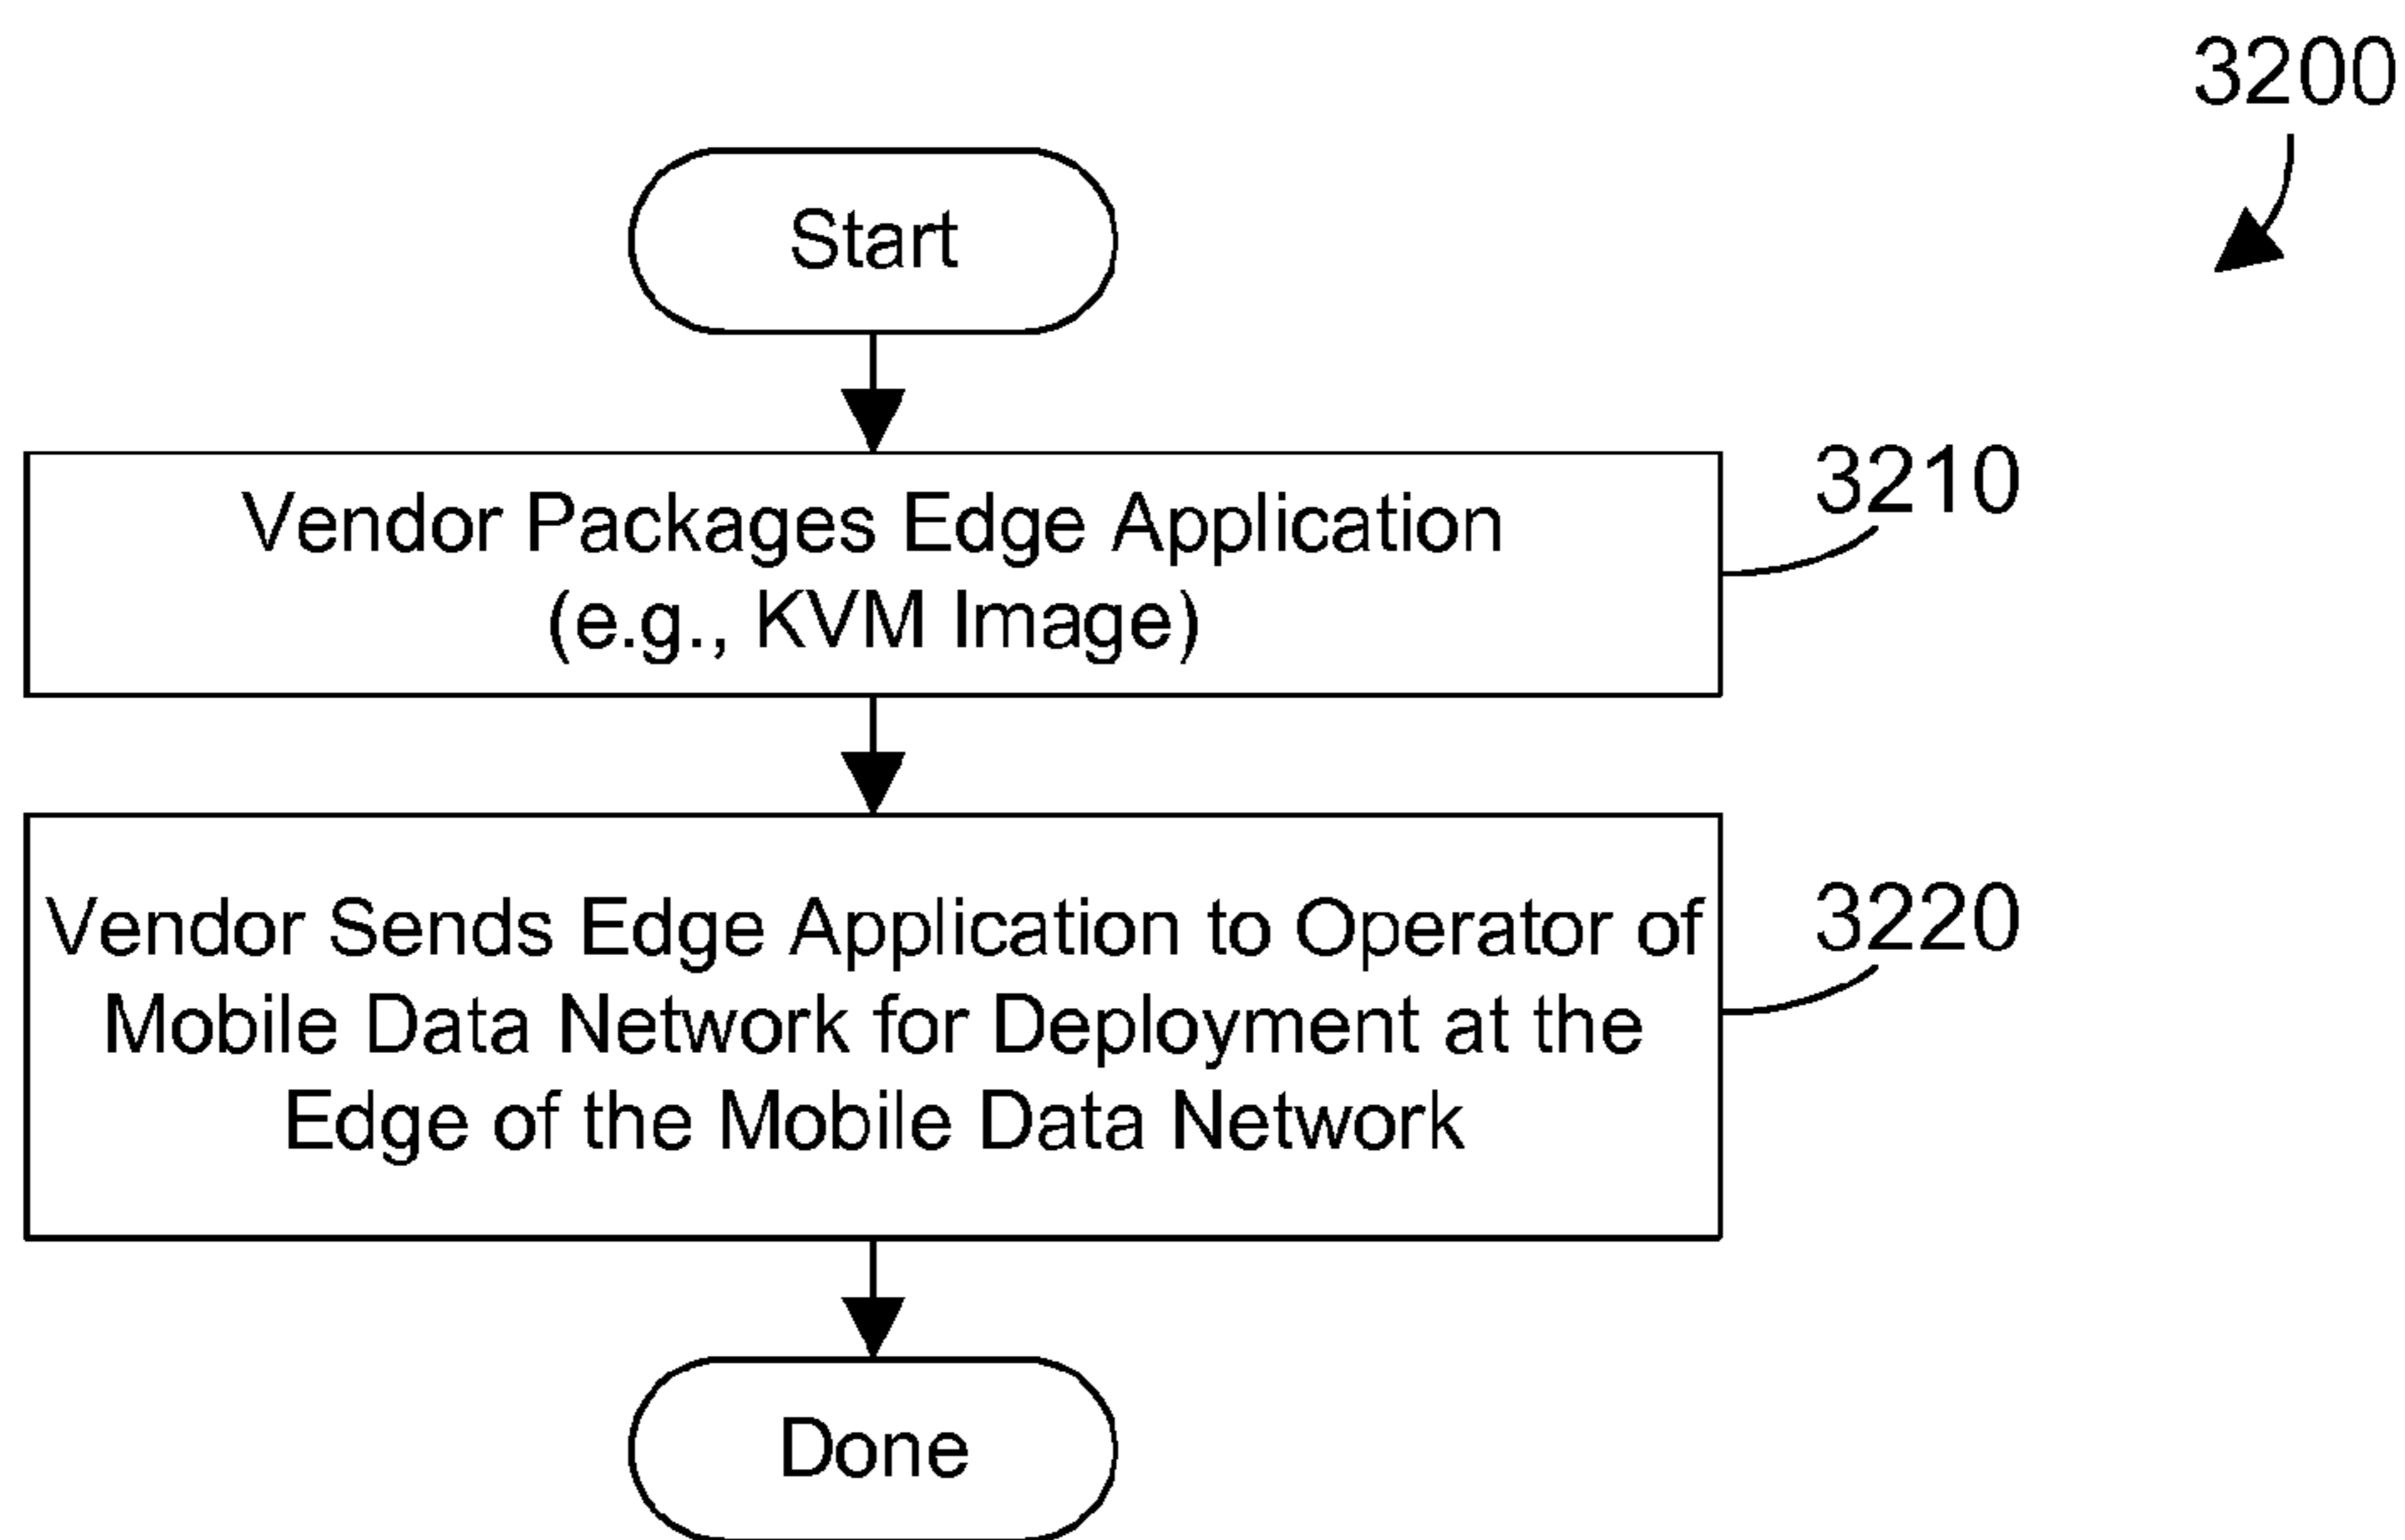 3200
Start
Vendor Packages Edge Application
(e.g., KVM Image)
3210
Vendor Sends Edge Application to Operator of
Mobile Data Network for Deployment at the
Edge of the Mobile Data Network
3220
Done